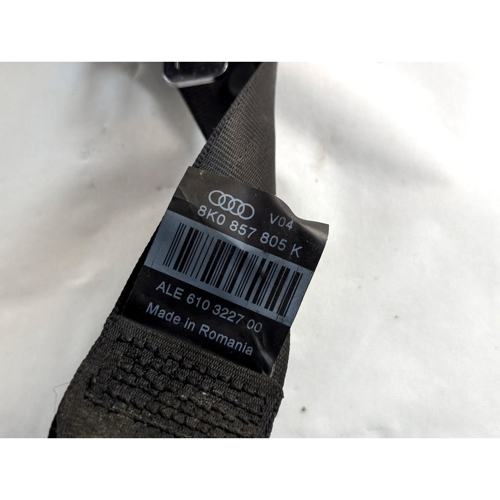 V04
8K0 857 805 K
ALE 610 3227 00
Made in Romania